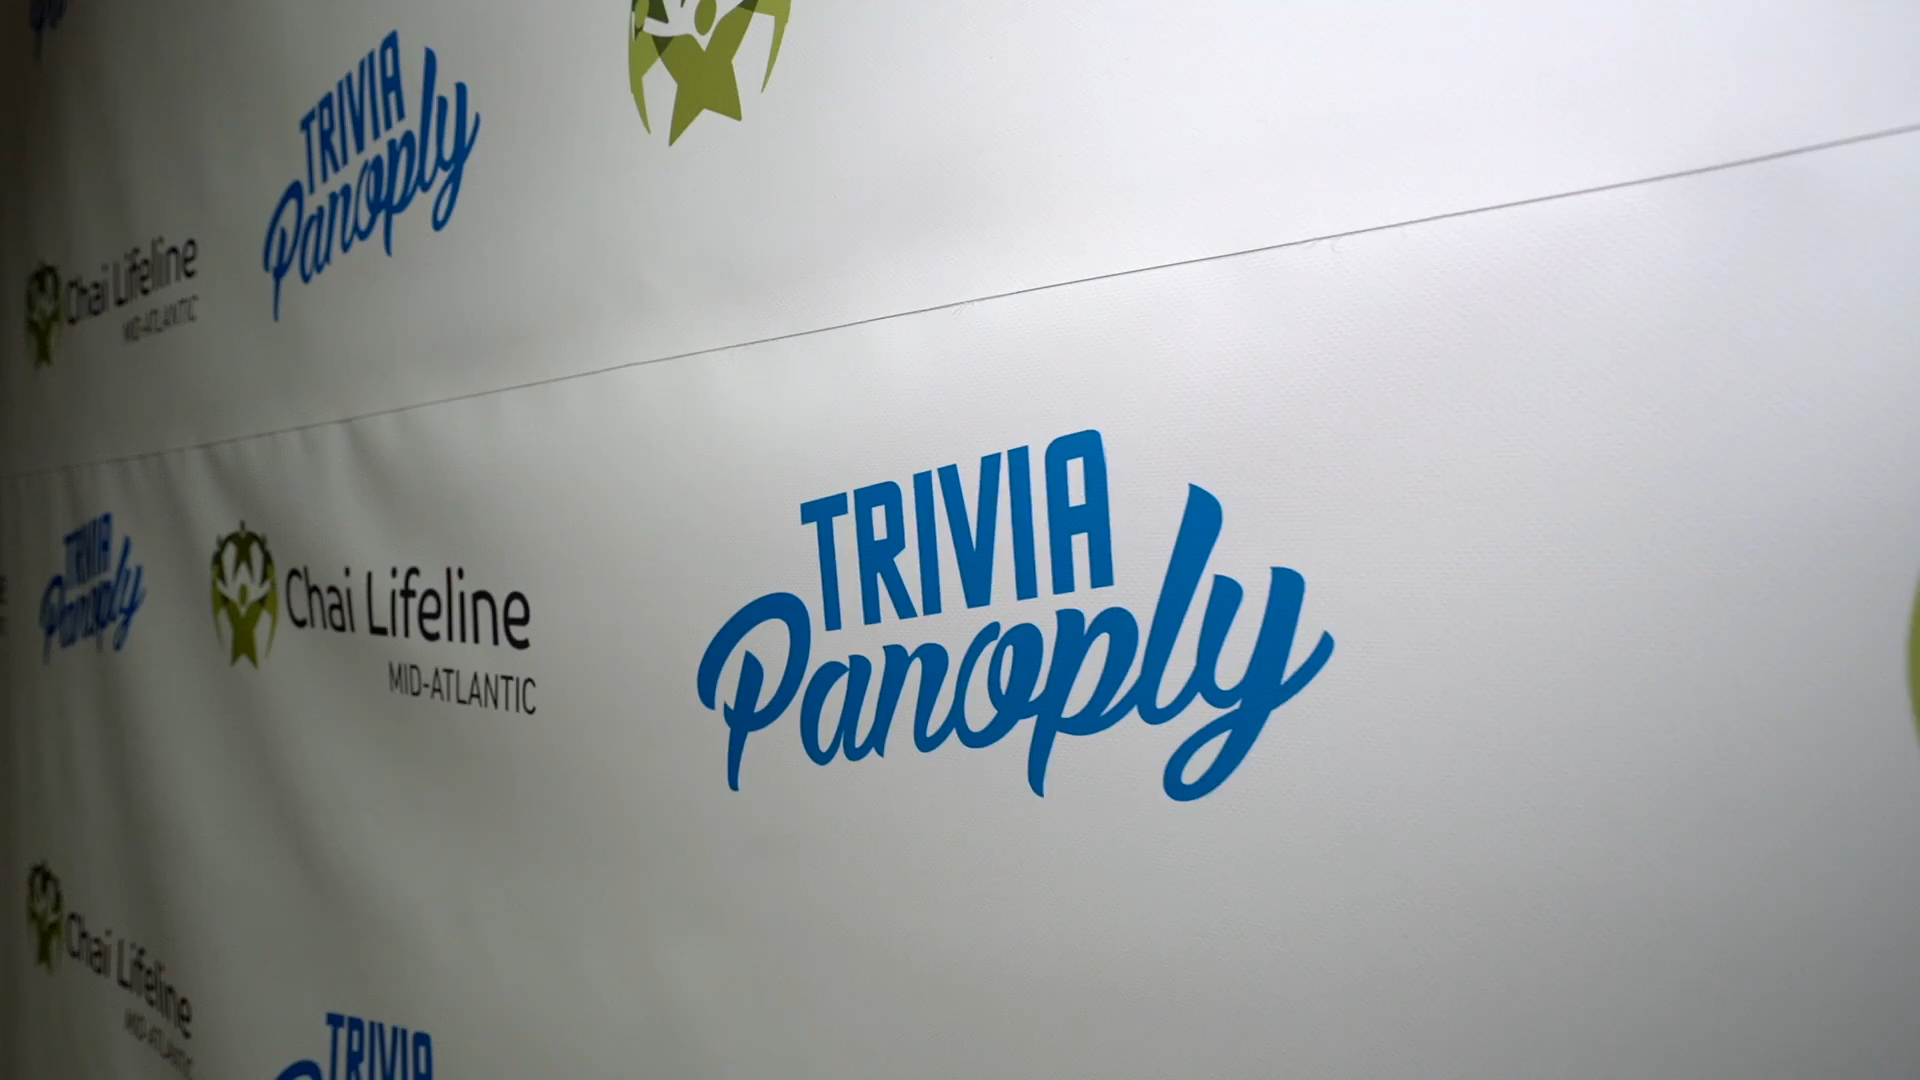 TRIVIA
Panoply
Chai Lifeline
MID-ATLANTIC
TRIVIA
Panoply
Chai Lifeline
MID-ATLANTIC
TRIVIA
Panoply
Chai Lifeline
MID-ATLANTIC
TRIVIA